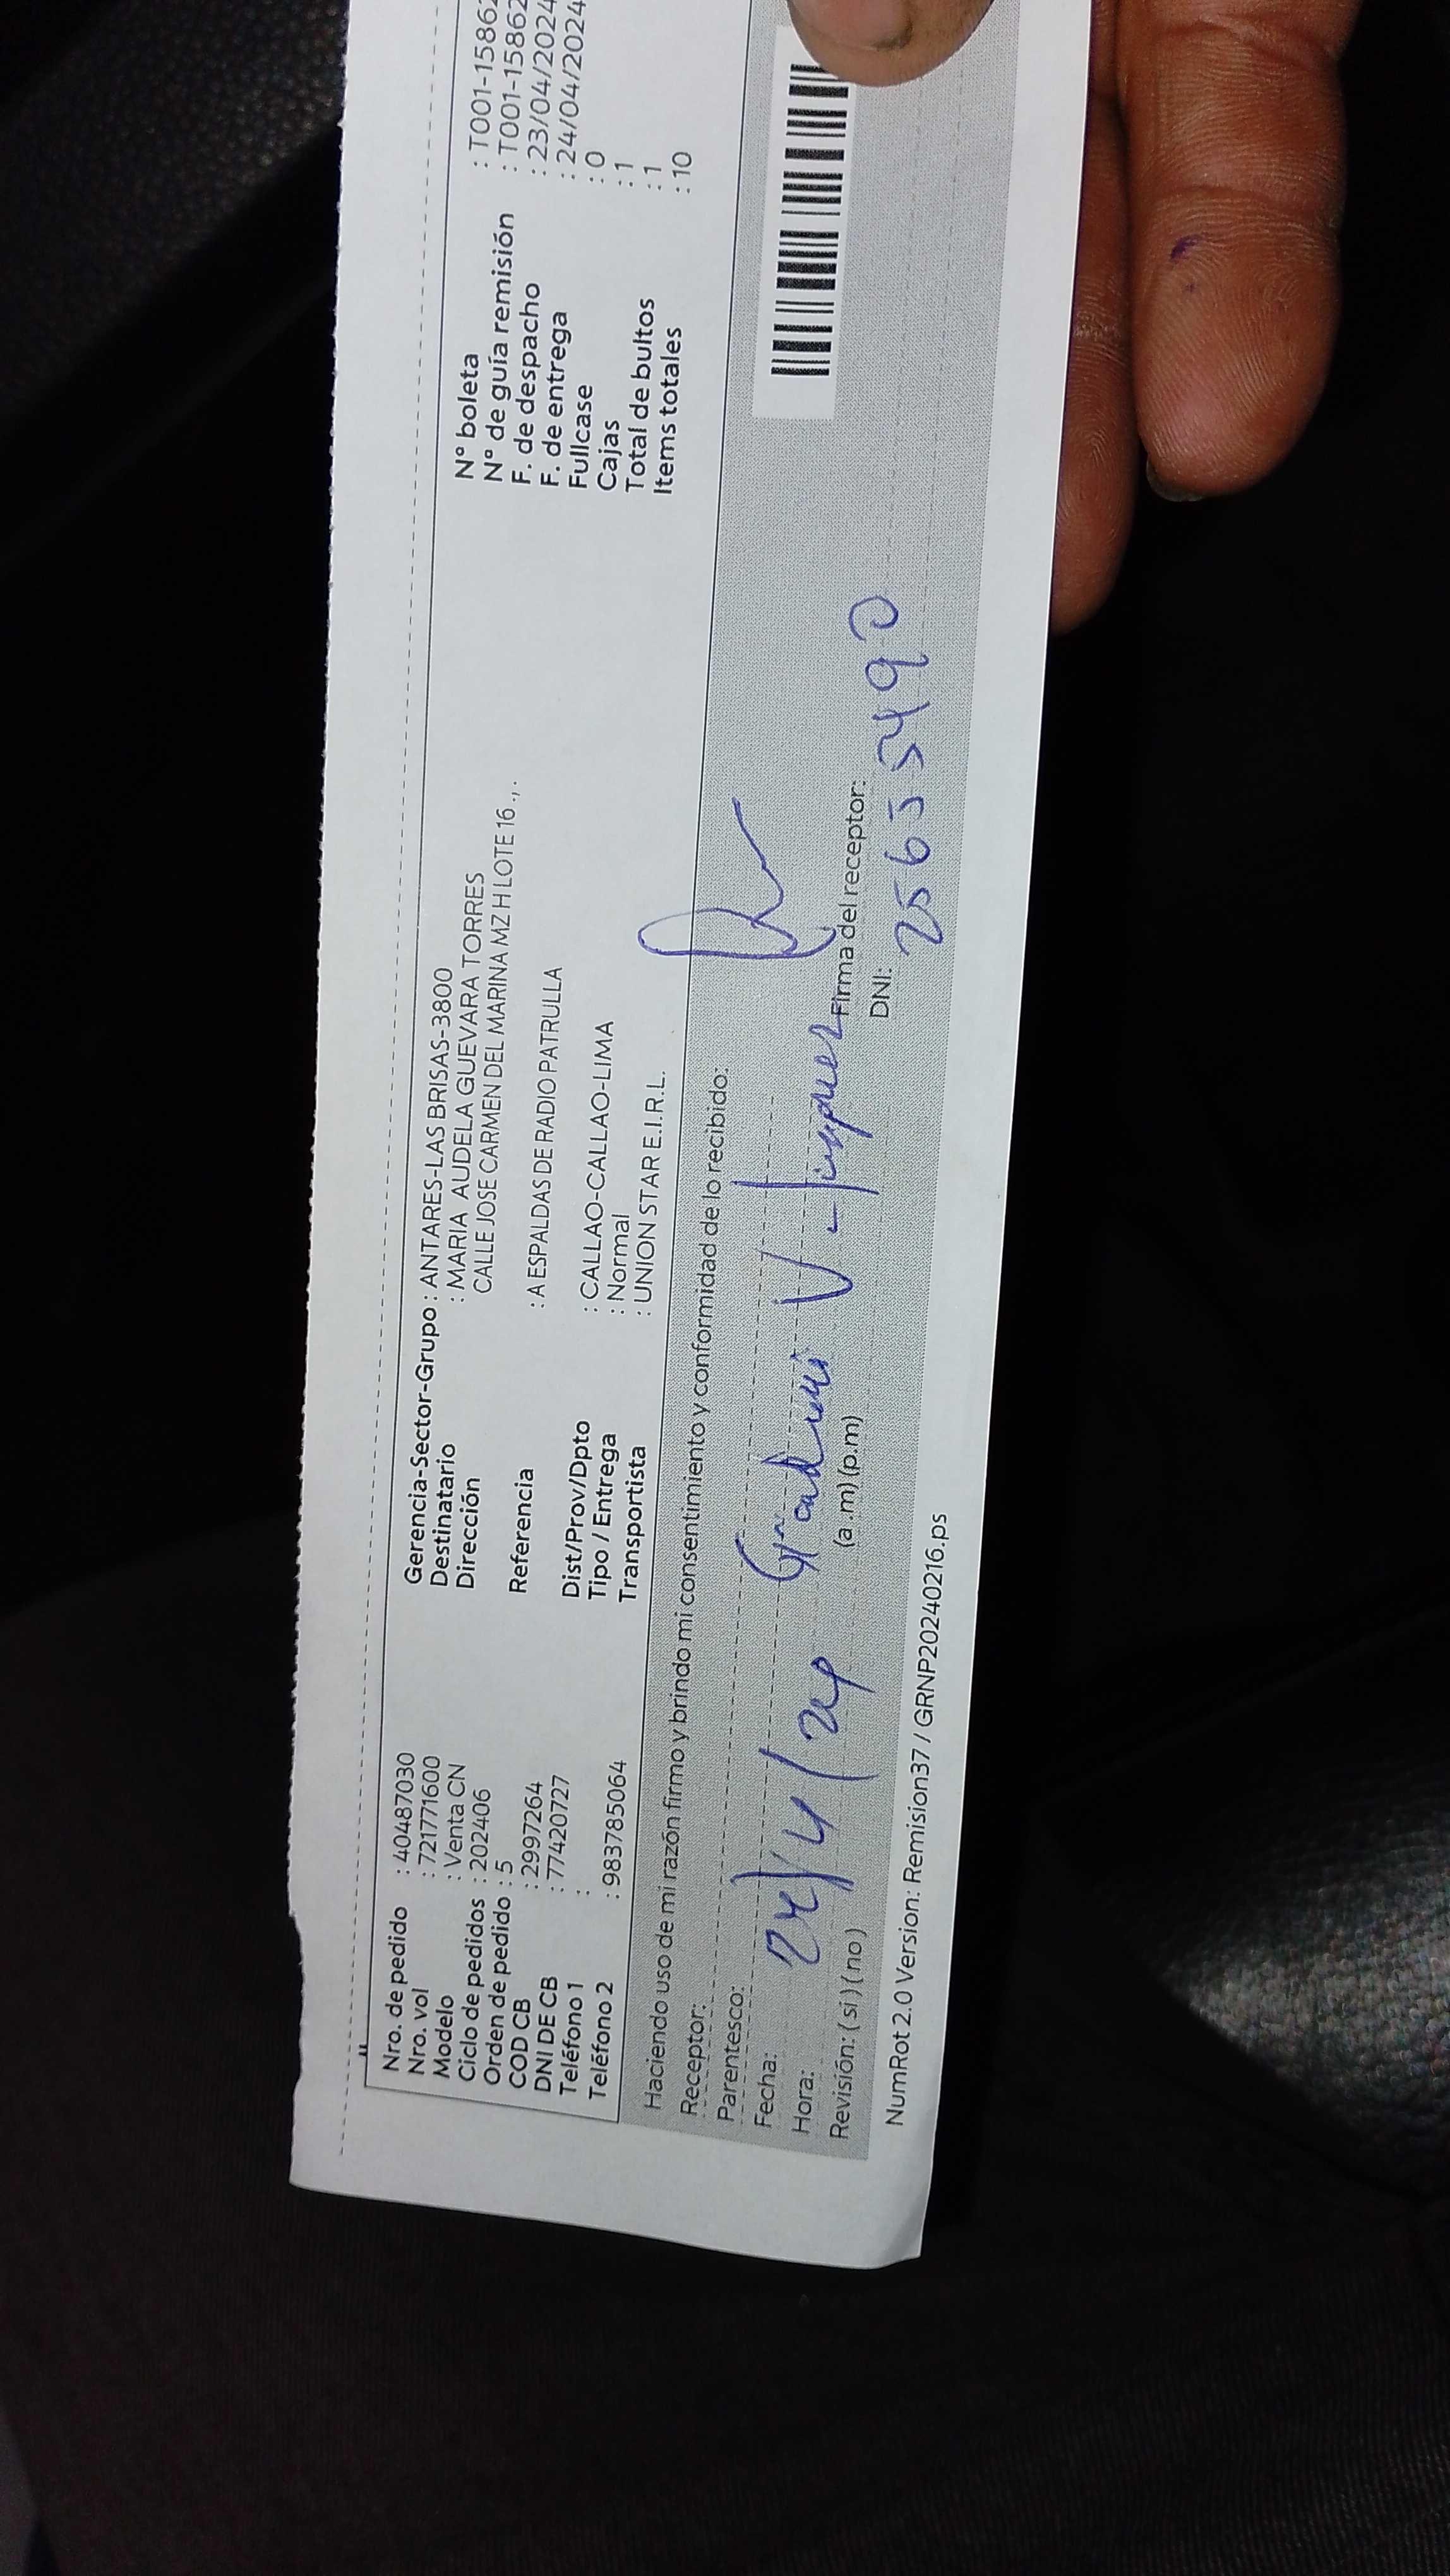 Nro. de pedido : 40487030
Nro. vol : 721771600
Modelo : Venta CN
Ciclo de pedidos : 202406
Orden de pedido : 5
COD CB : 2997264
DNI DE CB : 77420727
Teléfono 1 :
Teléfono 2 : 983785064
Gerencia-Sector-Grupo : ANTARES-LAS BRISAS-3800
Destinatario : MARIA AUDELA GUEVARA TORRES
Dirección CALLE JOSE CARMEN DEL MARINA MZ H LOTE 16 . , .
Referencia : A ESPALDAS DE RADIO PATRULLA
Dist/Prov/Dpto : CALLAO-CALLAO-LIMA
Tipo / Entrega : Normal
Transportista : UNION STAR E.I.R.L.
N° boleta : T001-15862
N° de guía remisión : T001-15862
F. de despacho : 23/04/2024
F. de entrega : 24/04/2024
Fullcase : 0
Cajas : 1
Total de bultos : 1
Items totales : 10
Haciendo uso de mi razón firmo y brindo mi consentimiento y conformidad de lo recibido:
Receptor:
Parentesco:
Fecha:
Hora:
24/4/24
Revisión: (si) (no) (a.m) (p.m)
Firma del receptor:
DNI:
NumRot 2.0 Version: Remision37 / GRNP20240216.ps